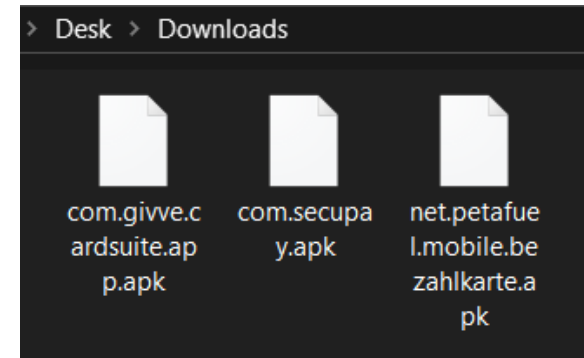 > Desk > Downloads
com.givve.c
ardsuite.ap
p.apk
com.secupa
y.apk
net.petafue
l.mobile.be
zahlkarte.a
pk